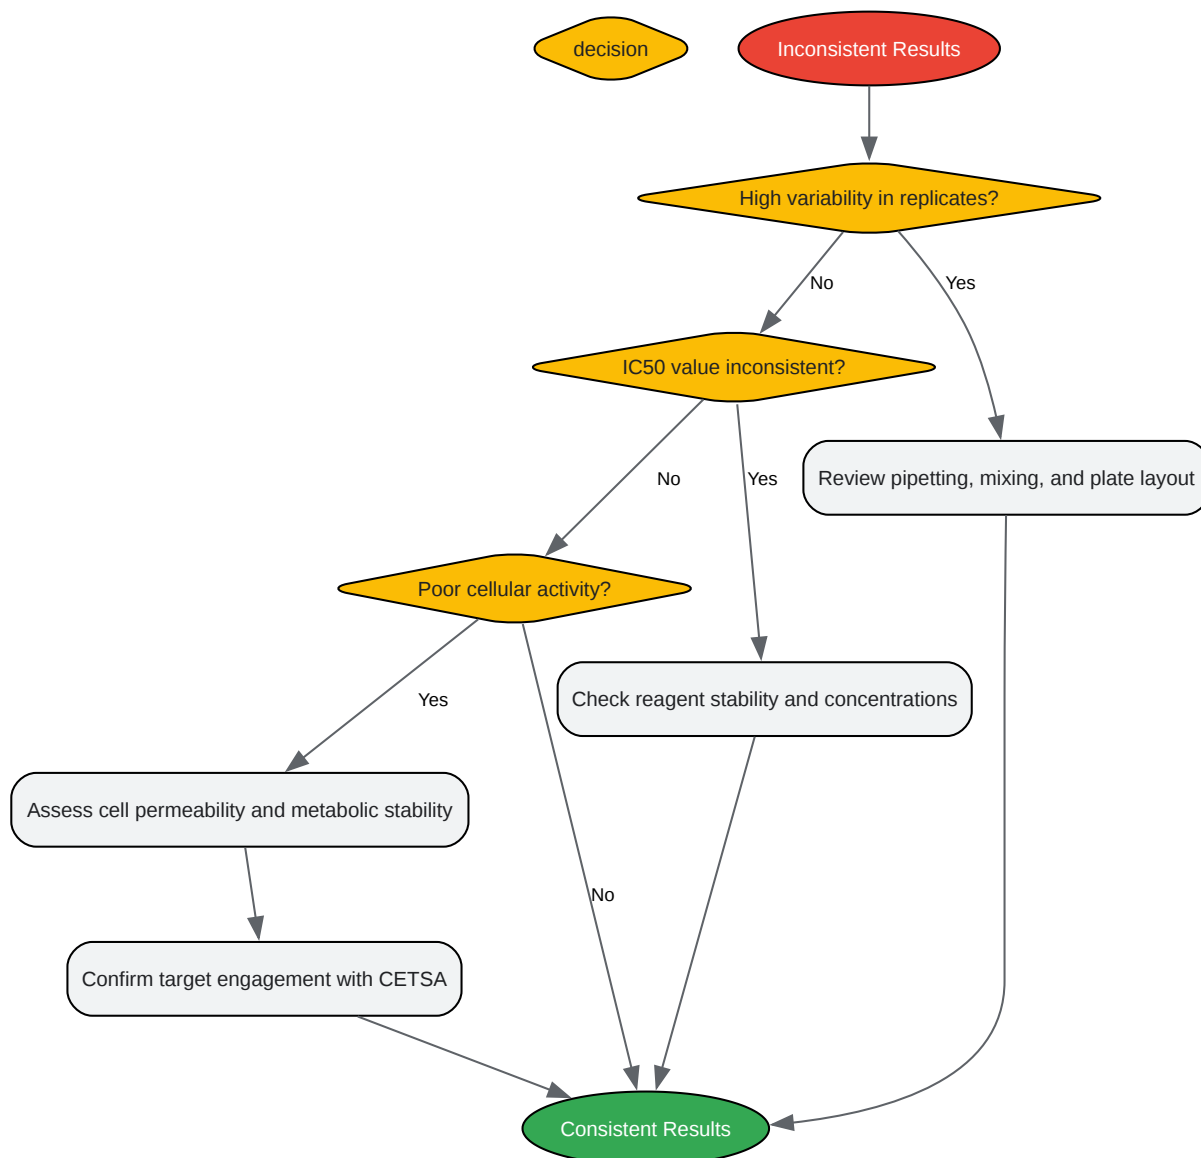 decision
Inconsistent Results
High variability in replicates?
No
Yes
IC50 value inconsistent?
No
Yes
Review pipetting, mixing, and plate layout
Poor cellular activity?
Yes
Check reagent stability and concentrations
Assess cell permeability and metabolic stability
No
Confirm target engagement with CETSA
Consistent Results